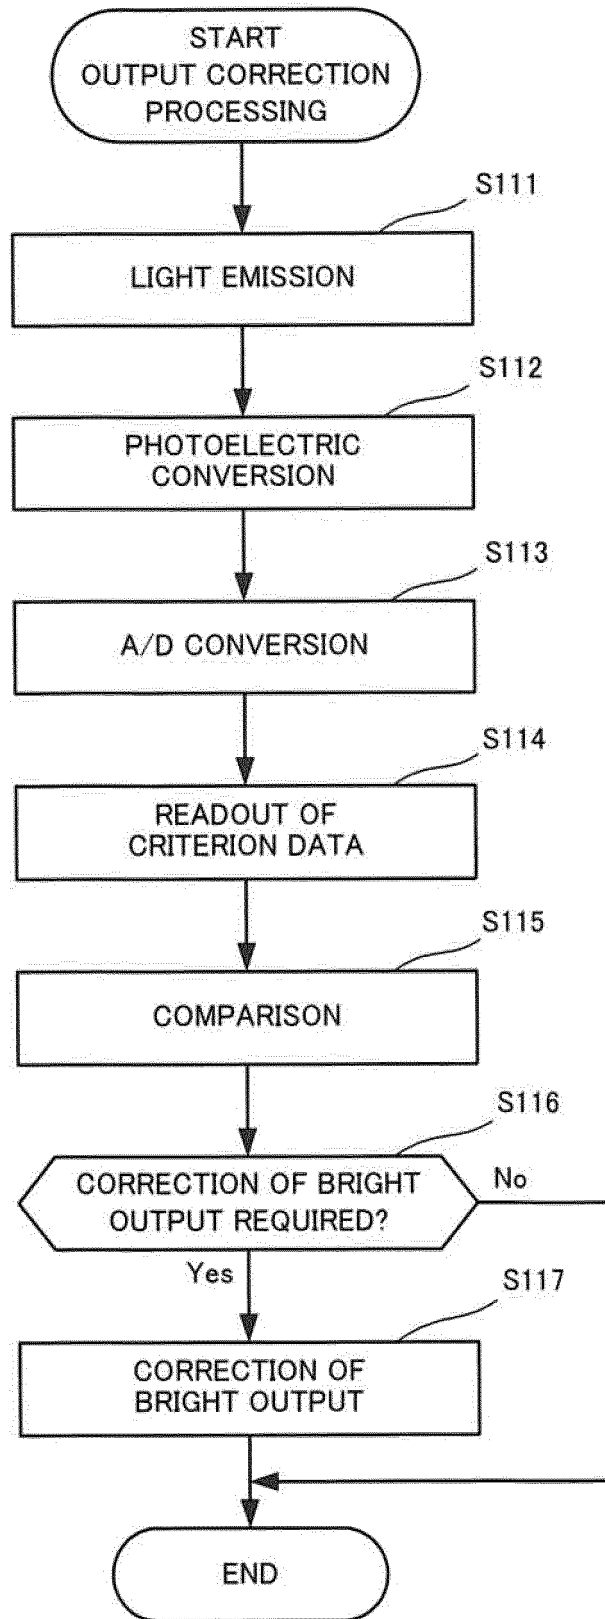 START
OUTPUT CORRECTION
PROCESSING
S111
LIGHT EMISSION
S112
PHOTOELECTRIC
CONVERSION
S113
A/D CONVERSION
S114
READOUT OF
CRITERION DATA
S115
COMPARISON
S116
CORRECTION OF BRIGHT
OUTPUT REQUIRED?
No
Yes
S117
CORRECTION OF
BRIGHT OUTPUT
END